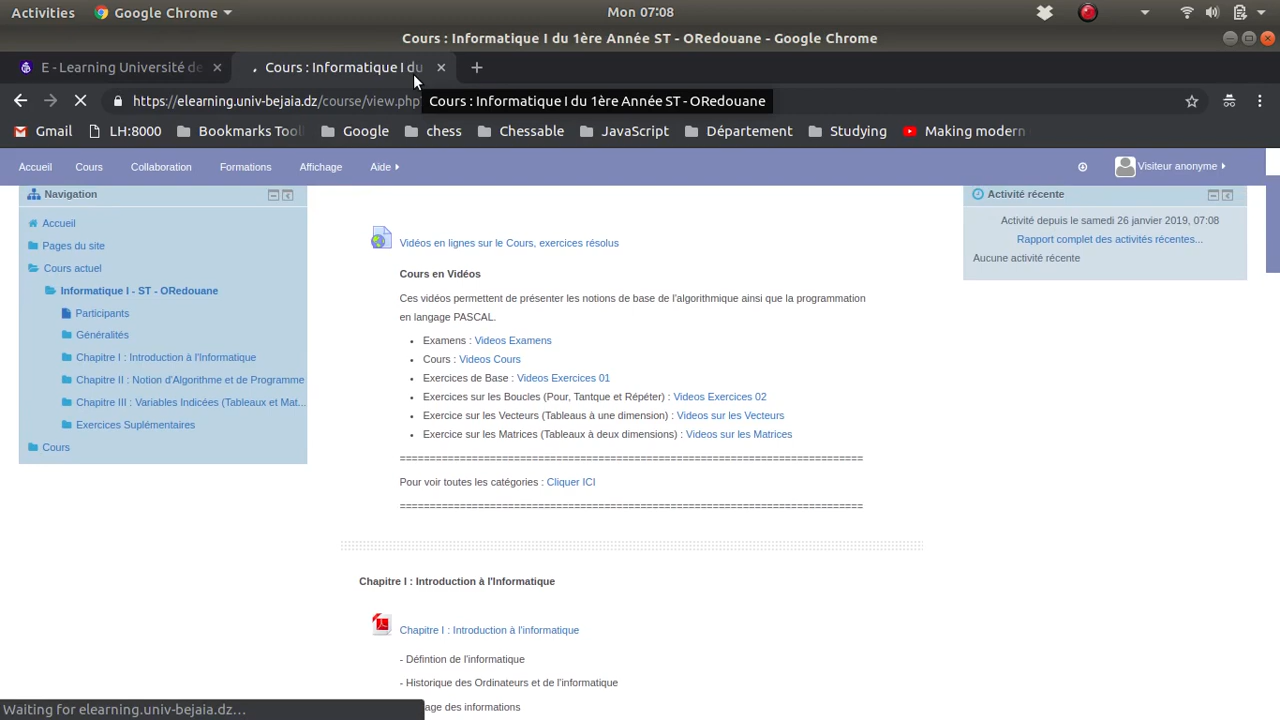 Activities
Google Chrome
Mon 07:08
Cours : Informatique I du 1ère Année ST - ORedouane - Google Chrome
E - Learning Université de
Cours : Informatique I du
https://elearning.univ-bejaia.dz/course/view.php
Cours : Informatique I du 1ère Année ST - ORedouane
Gmail
LH:8000
Bookmarks Tool
Google
chess
Chessable
JavaScript
Département
Studying
Making modern
Accueil
Cours
Collaboration
Formations
Affichage
Aide
Visiteur anonyme
Navigation
Accueil
Pages du site
Cours actuel
Informatique I - ST - ORedouane
Participants
Généralités
Chapitre I : Introduction à l'Informatique
Chapitre II : Notion d'Algorithme et de Programme
Chapitre III : Variables Indicées (Tableaux et Mat...
Exercices Suplémentaires
Cours
Vidéos en lignes sur le Cours, exercices résolus
Cours en Vidéos
Ces vidéos permettent de présenter les notions de base de l'algorithmique ainsi que la programmation
en langage PASCAL.
Examens : Videos Examens
Cours : Videos Cours
Exercices de Base : Videos Exercices 01
Exercices sur les Boucles (Pour, Tantque et Répéter) : Videos Exercices 02
Exercice sur les Vecteurs (Tableaus à une dimension) : Videos sur les Vecteurs
Exercice sur les Matrices (Tableaux à deux dimensions) : Videos sur les Matrices
==============================================================================
Pour voir toutes les catégories : Cliquer ICI
==============================================================================
Chapitre I : Introduction à l'Informatique
Chapitre I : Introduction à l'informatique
- Défintion de l'informatique
- Historique des Ordinateurs et de l'informatique
age des informations
Activité récente
Activité depuis le samedi 26 janvier 2019, 07:08
Rapport complet des activités récentes...
Aucune activité récente
Waiting for elearning.univ-bejaia.dz...